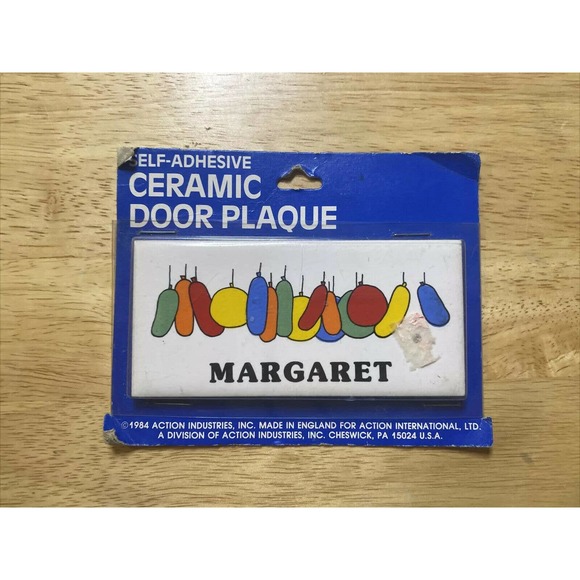 SELF-ADHESIVE
CERAMIC
DOOR PLAQUE
MARGARET
©1984 ACTION INDUSTRIES, INC. MADE IN ENGLAND FOR ACTION INTERNATIONAL, LTD.
A DIVISION OF ACTION INDUSTRIES, INC. CHESWICK, PA 15024 U.S.A.